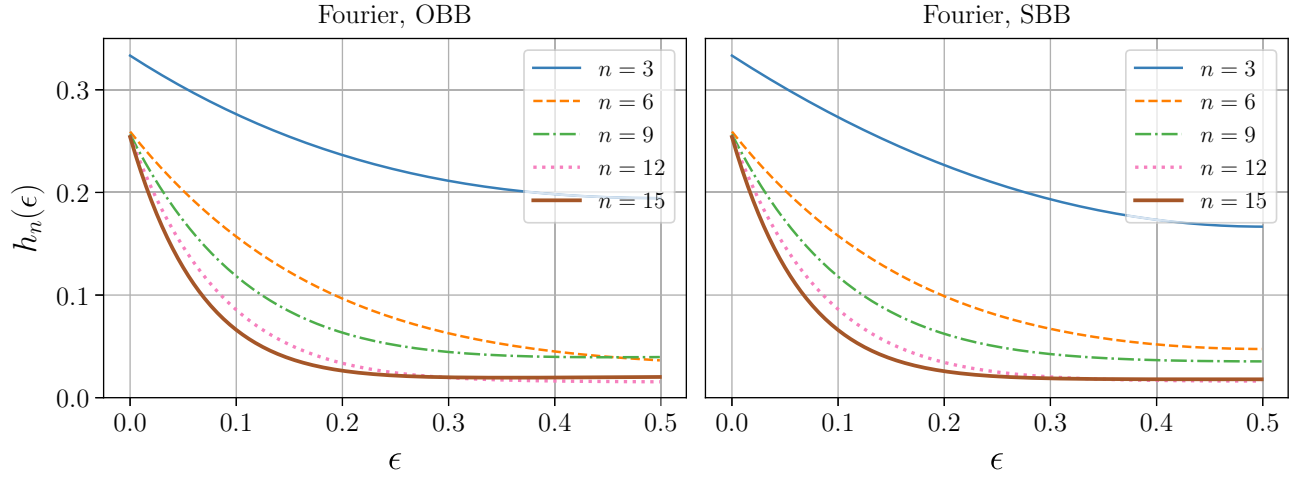 Fourier, OBB
Fourier, SBB
h_n(ϵ)
0.3
0.2
0.1
0.0
n = 3
n = 6
n = 9
n = 12
n = 15
n = 3
n = 6
n = 9
n = 12
n = 15
0.0 0.1 0.2 0.3 0.4 0.5
0.0 0.1 0.2 0.3 0.4 0.5
ϵ
ϵ